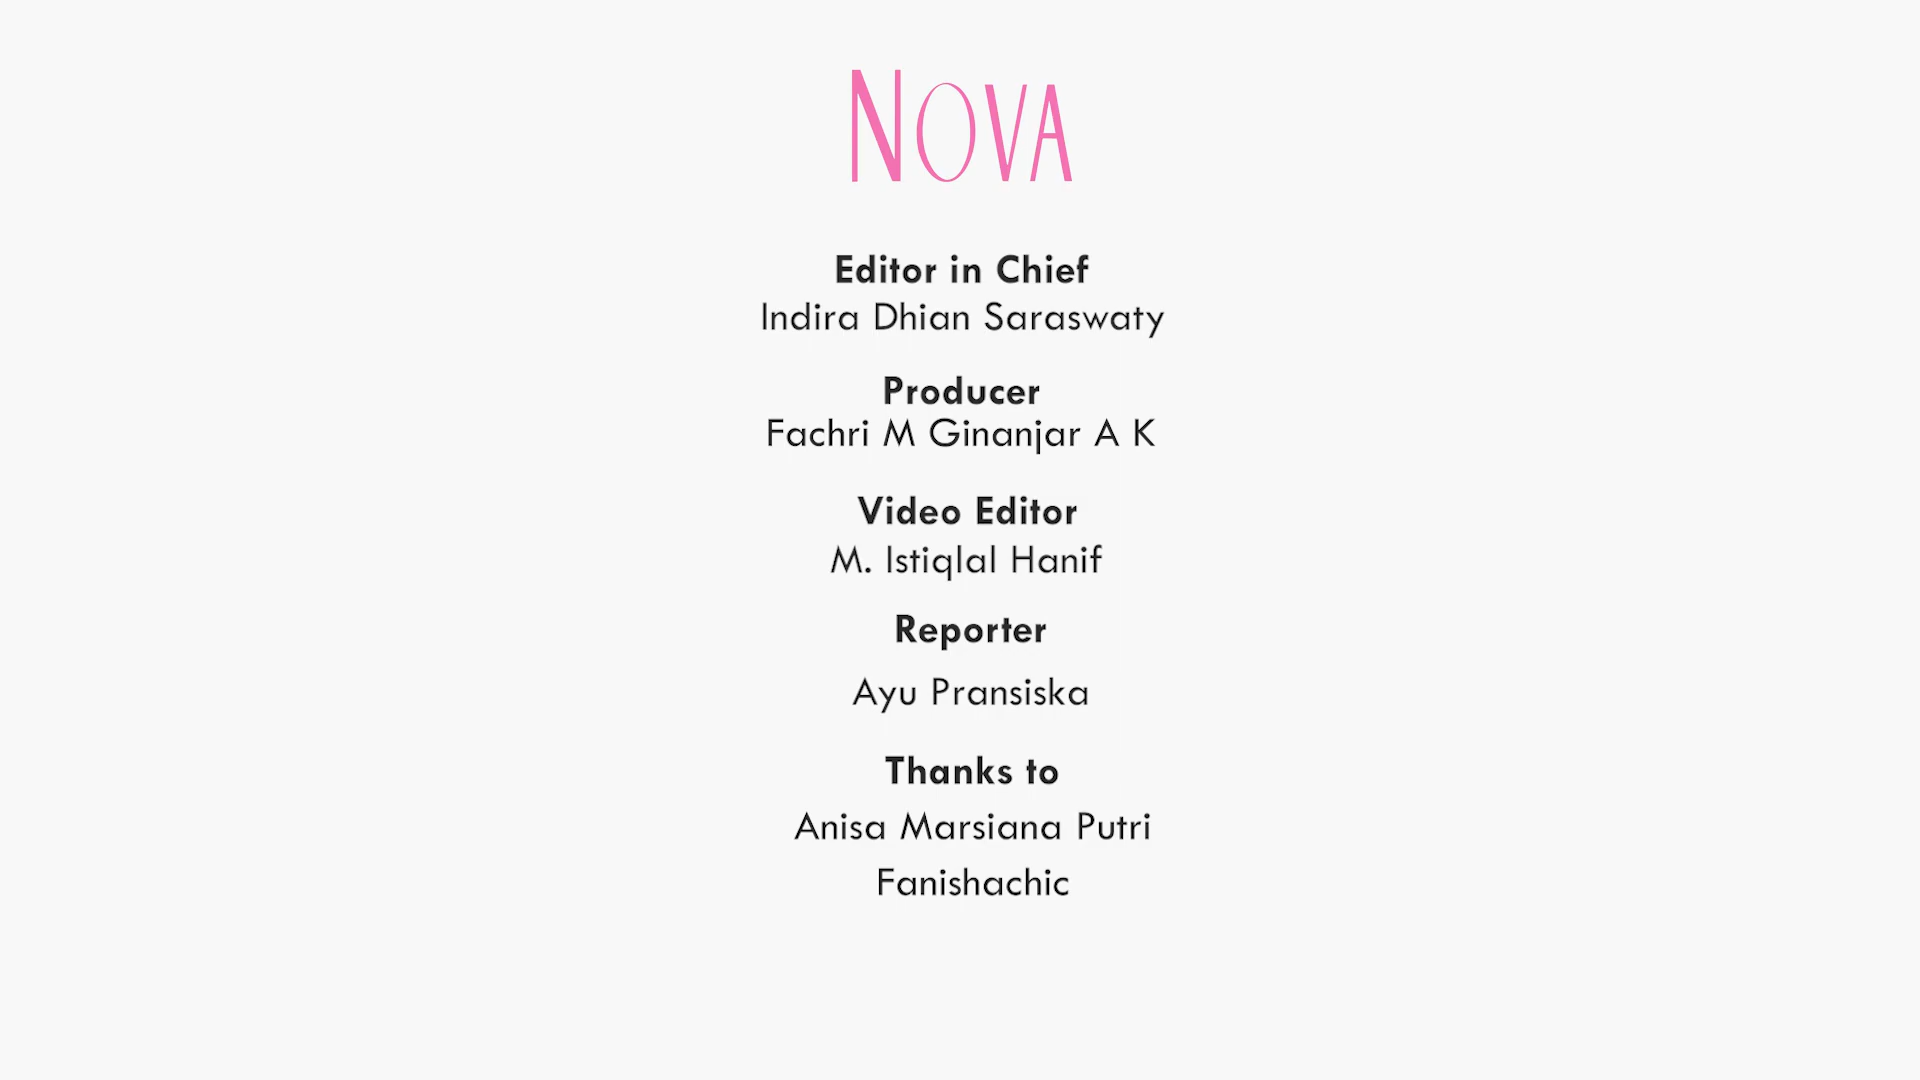 NOVA
Editor in Chief
Indira Dhian Saraswaty
Producer
Fachri M Ginanjar A K
Video Editor
M. Istiqlal Hanif
Reporter
Ayu Pransiska
Thanks to
Anisa Marsiana Putri
Fanishachic